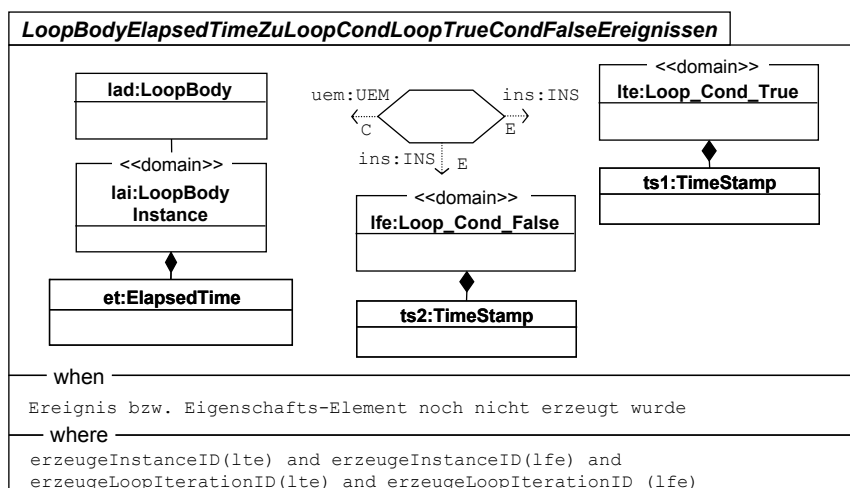 LoopBodyElapsedTimeZuLoopCondLoopTrueCondFalseEreignissen
<<domain>>
lad:LoopBody
uem:UEM
ins:INS
lte:Loop_Cond_True
C
E
<<domain>>
ins:INS
E
ts1:TimeStamp
lai:LoopBody
Instance
<<domain>>
lfe:Loop_Cond_False
et:ElapsedTime
ts2:TimeStamp
when
Ereignis bzw. Eigenschafts-Element noch nicht erzeugt wurde
where
erzeugeInstanceID(lte) and erzeugeInstanceID(lfe) and
erzeugeLoopIterationID(lte) and erzeugeLoopIterationID (lfe)